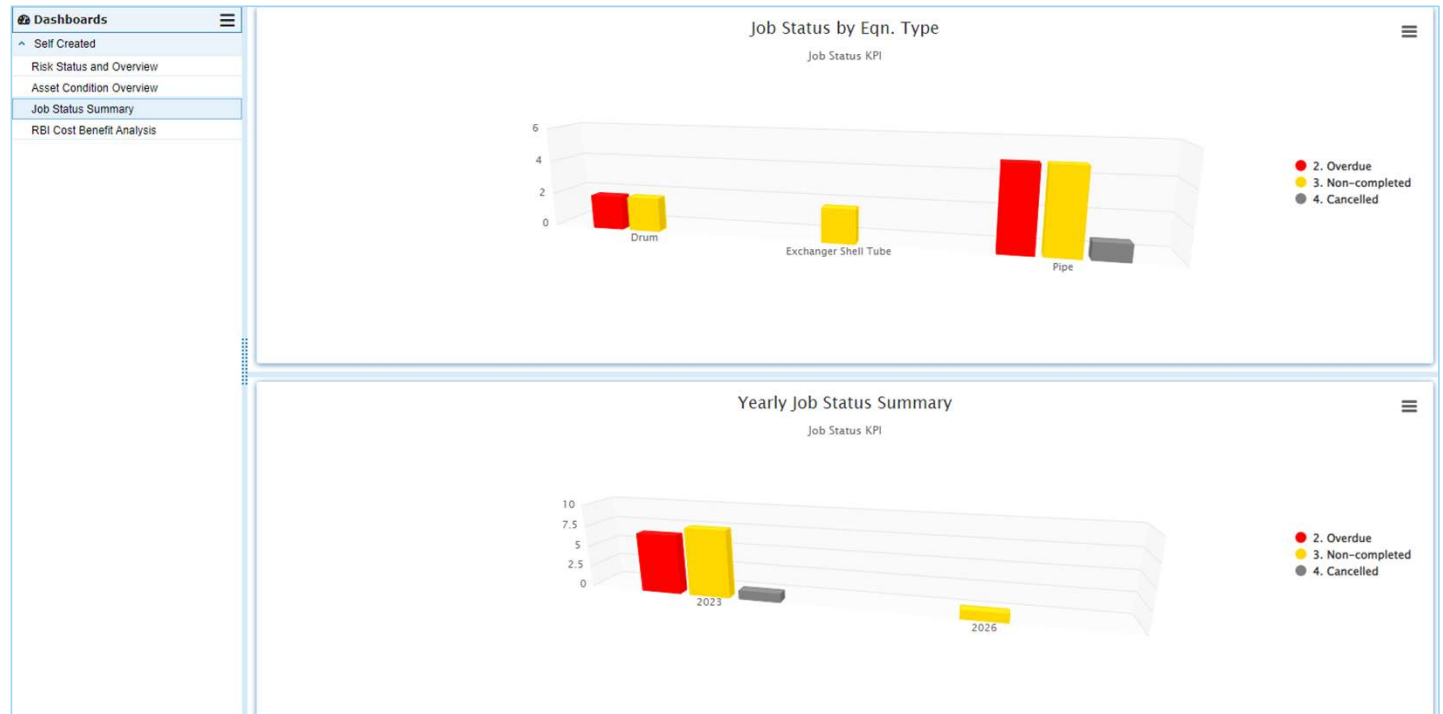 Dashboards
Self Created
Risk Status and Overview
Asset Condition Overview
Job Status Summary
RBI Cost Benefit Analysis
Job Status by Eqn. Type
Job Status KPI
6
4
2
0
Drum
Exchanger Shell Tube
Pipe
2. Overdue
3. Non-completed
4. Cancelled
Yearly Job Status Summary
Job Status KPI
10
7.5
5
2.5
0
2023
2026
2. Overdue
3. Non-completed
4. Cancelled